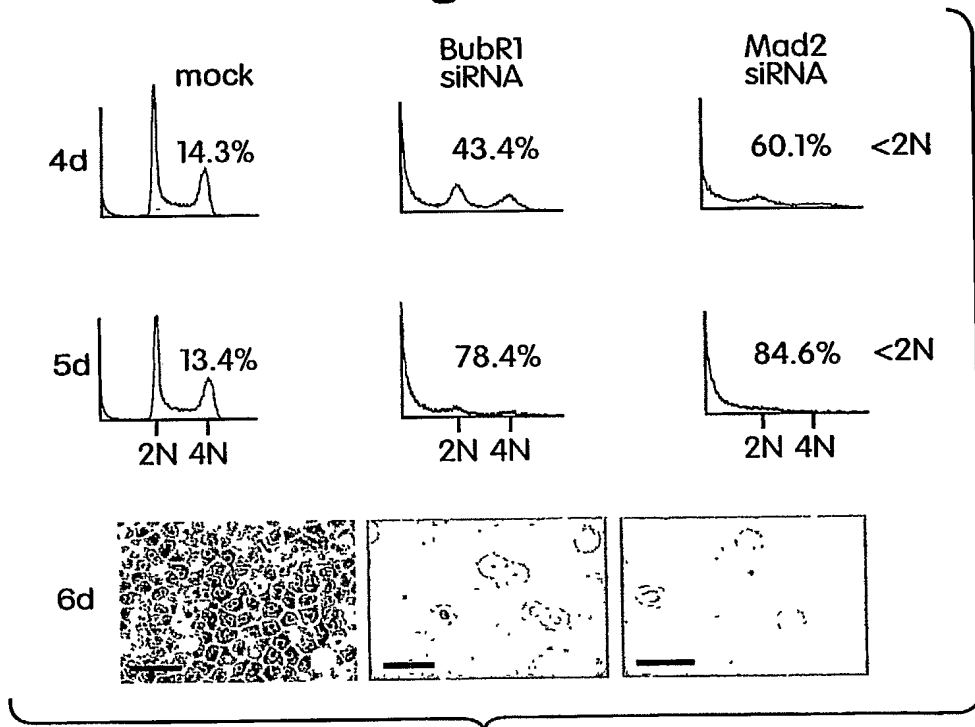 mock
BubR1
siRNA
Mad2
siRNA
4d
14.3%
43.4%
60.1%
<2N
5d
13.4%
78.4%
84.6%
<2N
2N 4N
2N 4N
2N 4N
6d